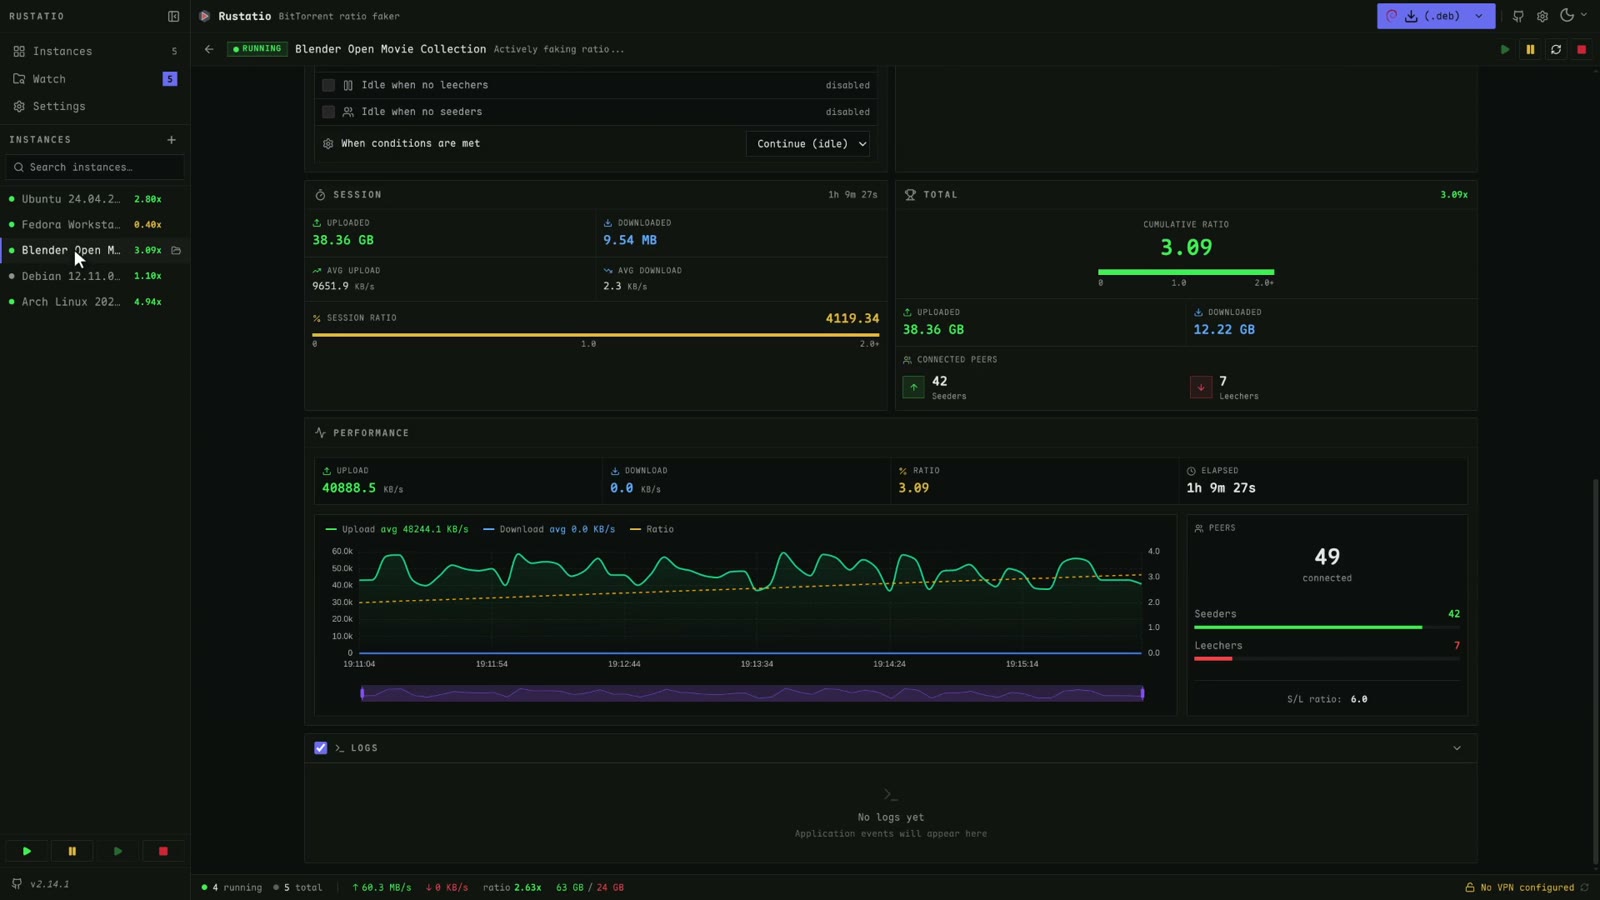 RUSTATIO
Rustatio BitTorrent ratio faker
(.deb)
Instances 5
Watch 5
Settings
RUNNING Blender Open Movie Collection Actively faking ratio...
INSTANCES
Search instances…
Ubuntu 24.04.2… 2.80x
Fedora Worksta… 0.40x
Blender Open M… 3.09x
Debian 12.11.0… 1.10x
Arch Linux 202… 4.94x
Idle when no leechers disabled
Idle when no seeders disabled
When conditions are met Continue (idle)
SESSION 1h 9m 27s
UPLOADED DOWNLOADED
38.36 GB 9.54 MB
AVG UPLOAD AVG DOWNLOAD
9651.9 KB/s 2.3 KB/s
SESSION RATIO 4119.34
0 1.0 2.0+
TOTAL 3.09x
CUMULATIVE RATIO
3.09
0 1.0 2.0+
UPLOADED DOWNLOADED
38.36 GB 12.22 GB
CONNECTED PEERS
42 7
Seeders Leechers
PERFORMANCE
UPLOAD DOWNLOAD RATIO ELAPSED
40888.5 KB/s 0.0 KB/s 3.09 1h 9m 27s
Upload avg 48244.1 KB/s Download avg 0.0 KB/s Ratio
60.0k 4.0
50.0k
40.0k 3.0
30.0k 2.0
20.0k
10.0k 1.0
0 0.0
19:11:04 19:11:54 19:12:44 19:13:34 19:14:24 19:15:14
PEERS
49
connected
Seeders 42
Leechers 7
S/L ratio: 6.0
>_ LOGS
>_
No logs yet
Application events will appear here
v2.14.1
4 running 5 total ↑60.3 MB/s ↓0 KB/s ratio 2.63x 63 GB / 24 GB
No VPN configured